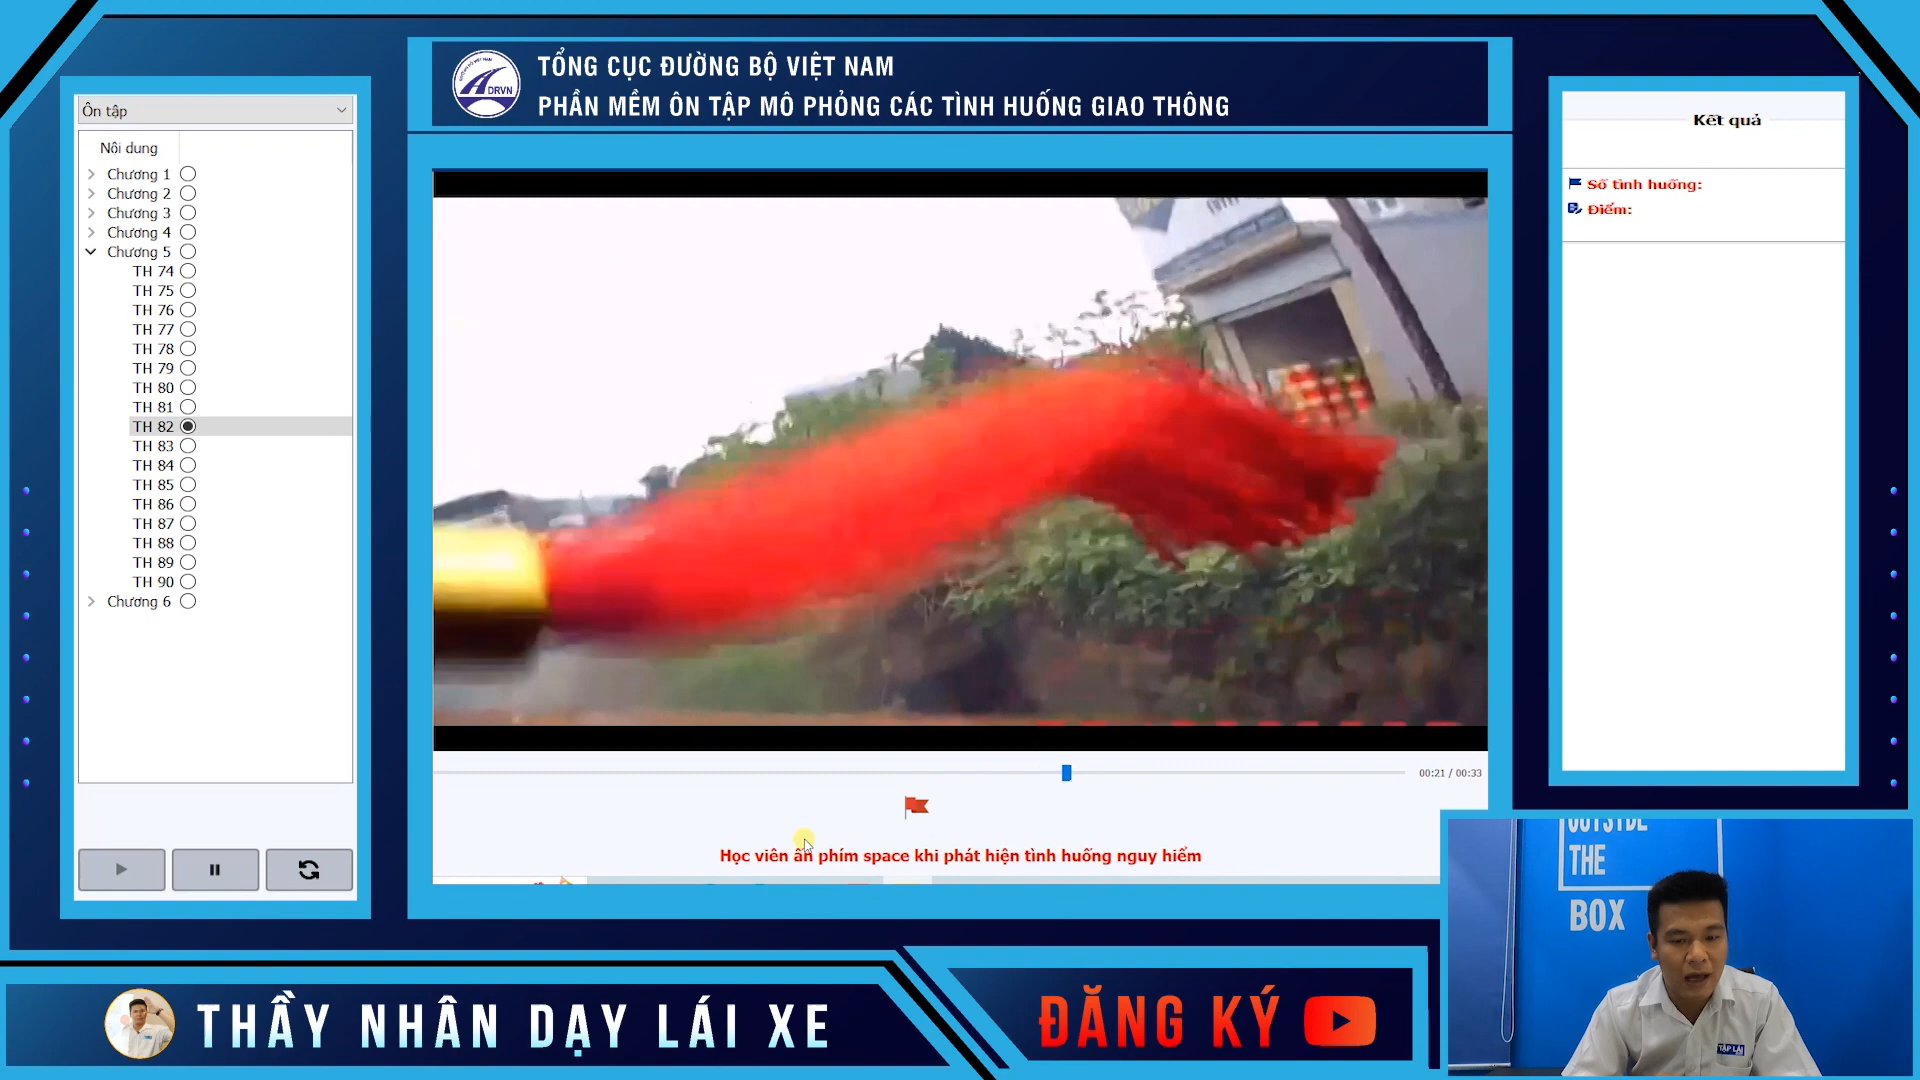 TỔNG CỤC ĐƯỜNG BỘ VIỆT NAM
PHẦN MỀM ÔN TẬP MÔ PHỎNG CÁC TÌNH HUỐNG GIAO THÔNG
DRVN
Ôn tập
Nội dung
Chương 1
Chương 2
Chương 3
Chương 4
Chương 5
TH 74
TH 75
TH 76
TH 77
TH 78
TH 79
TH 80
TH 81
TH 82
TH 83
TH 84
TH 85
TH 86
TH 87
TH 88
TH 89
TH 90
Chương 6
00:21 / 00:33
Học viên ấn phím space khi phát hiện tình huống nguy hiểm
Kết quả
Số tình huống:
Điểm:
OUTSIDE
THE
BOX
TẬP LÁI
THẦY NHÂN DẠY LÁI XE
ĐĂNG KÝ